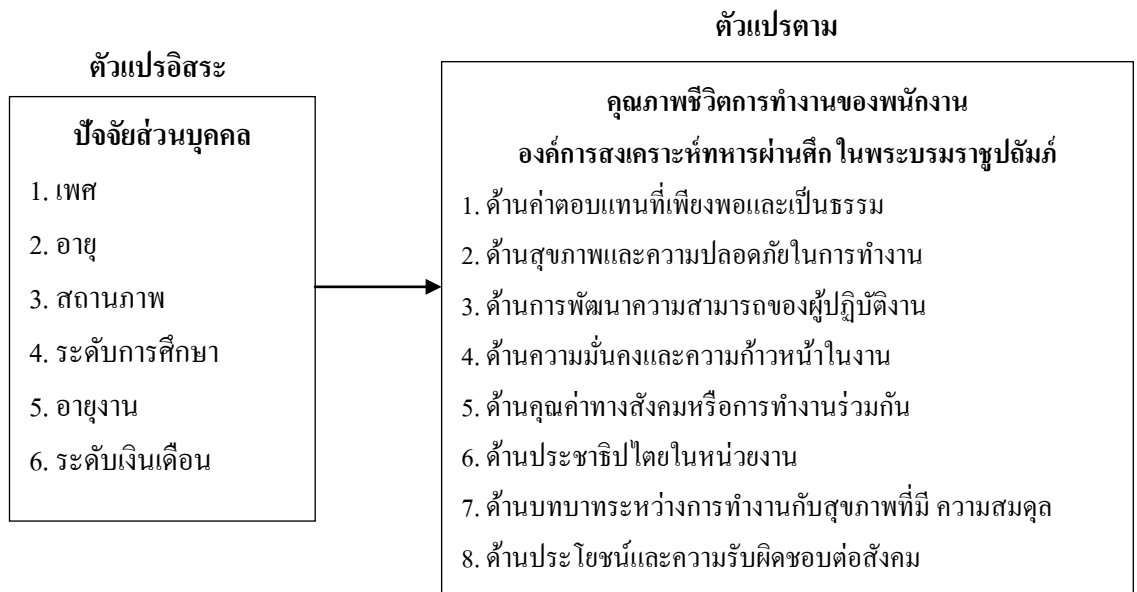 ตัวแปรอิสระ
ปัจจัยส่วนบุคคล
1. เพศ
2. อายุ
3. สถานภาพ
4. ระดับการศึกษา
5. อายุงาน
6. ระดับเงินเดือน
ตัวแปรตาม
คุณภาพชีวิตการทำงานของพนักงาน
องค์การสงเคราะห์ทหารผ่านศึก ในพระบรมราชูปถัมภ์
1. ด้านค่าตอบแทนที่เพียงพอและเป็นธรรม
2. ด้านสุขภาพและความปลอดภัยในการทำงาน
3. ด้านการพัฒนาความสามารถของผู้ปฏิบัติงาน
4. ด้านความมั่นคงและความก้าวหน้าในงาน
5. ด้านคุณค่าทางสังคมหรือการทำงานร่วมกัน
6. ด้านประชาธิปไตยในหน่วยงาน
7. ด้านบทบาทระหว่างการทำงานกับสุขภาพที่มี ความสมดุล
8. ด้านประโยชน์และความรับผิดชอบต่อสังคม